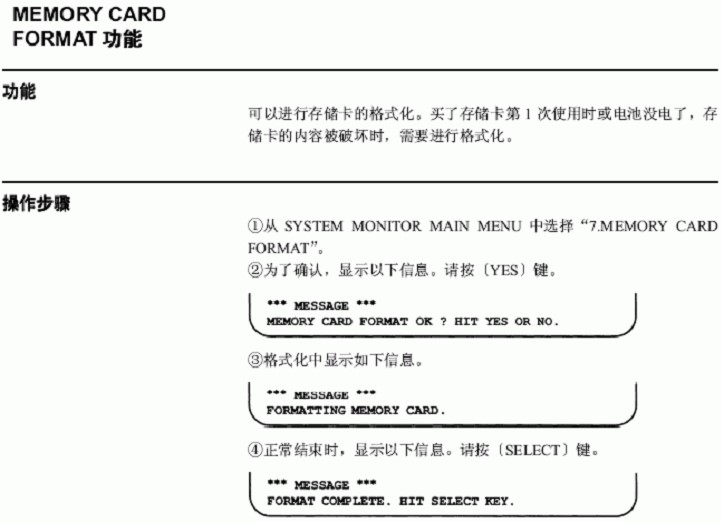 MEMORY CARD
FORMAT 功能
功能
可以进行存储卡的格式化。买了存储卡第 1 次使用时或电池没电了，存
储卡的内容被破坏时，需要进行格式化。
操作步骤
①从 SYSTEM MONITOR MAIN MENU 中选择“7.MEMORY CARD
FORMAT”。
②为了确认，显示以下信息。请按〔YES〕键。
*** MESSAGE ***
MEMORY CARD FORMAT OK ? HIT YES OR NO.
③格式化中显示如下信息。
*** MESSAGE ***
FORMATTING MEMORY CARD.
④正常结束时，显示以下信息。请按〔SELECT〕键。
*** MESSAGE ***
FORMAT COMPLETE. HIT SELECT KEY.